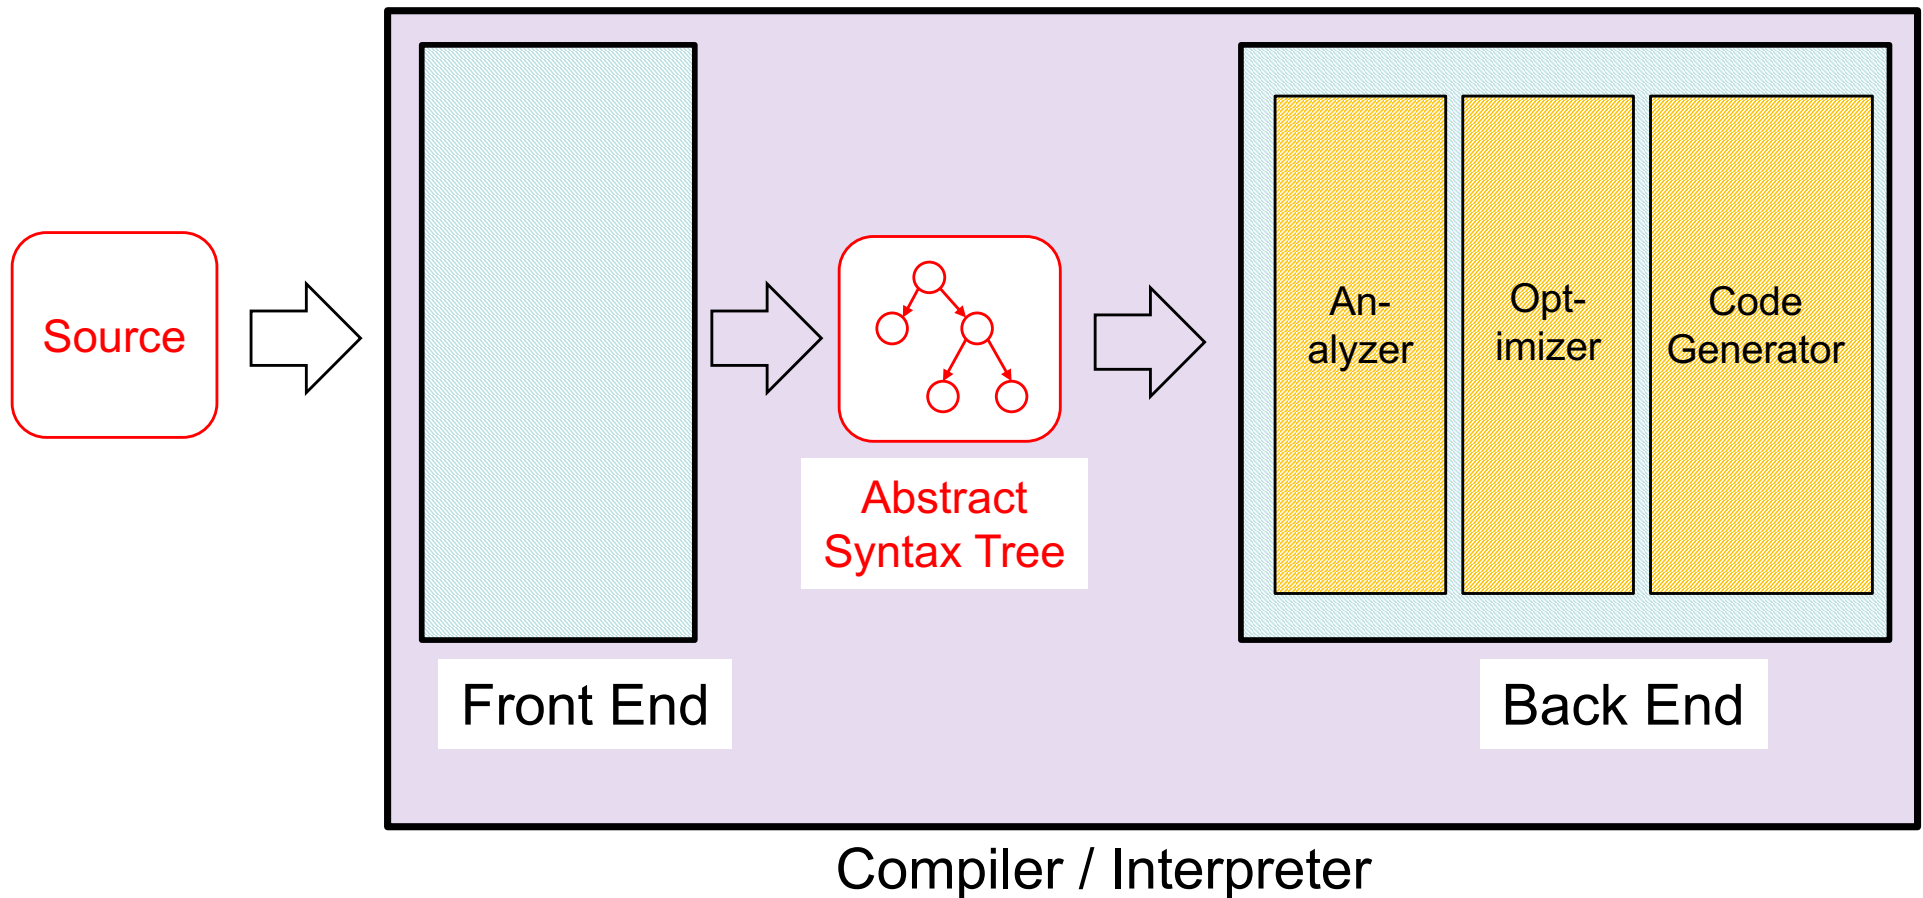 Source
Abstract
Syntax Tree
An-
alyzer
Opt-
imizer
Code
Generator
Front End
Back End
Compiler / Interpreter